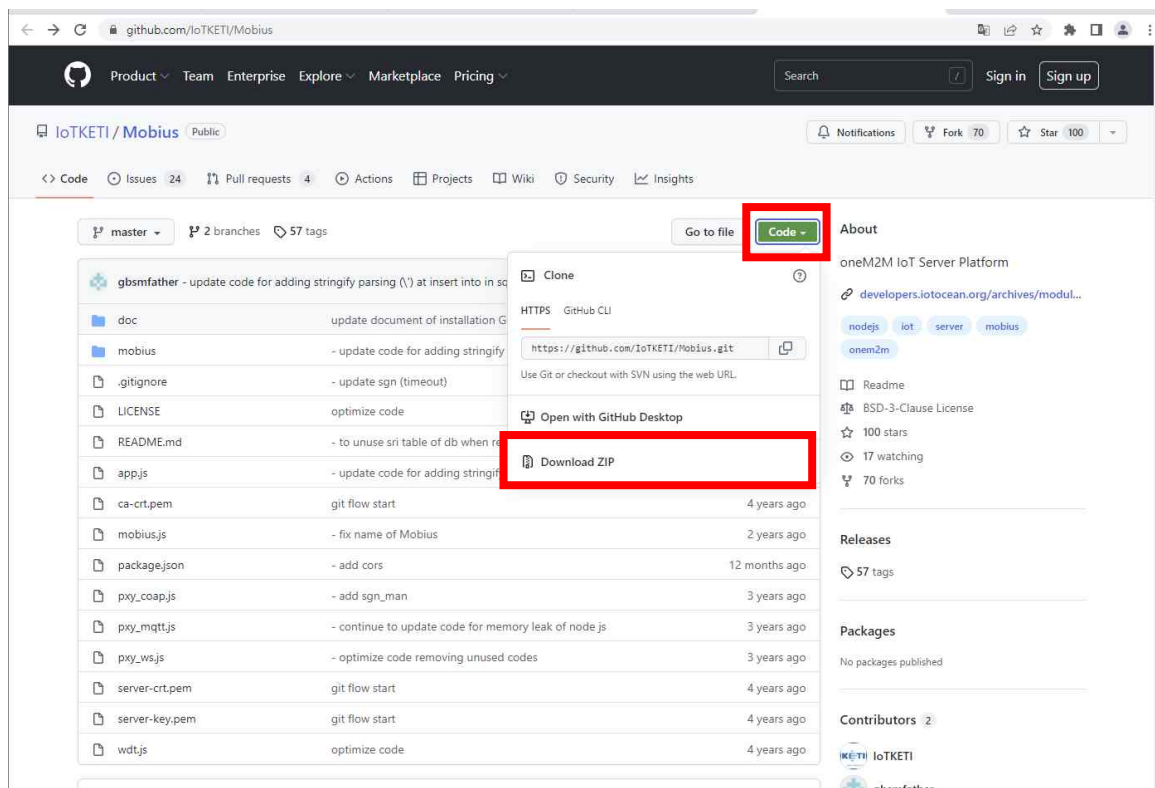 github.com/IoTKETI/Mobius
Product Team Enterprise Explore Marketplace Pricing Search / Sign in Sign up
IoTKETI / Mobius Public Notifications Fork 70 Star 100
<> Code Issues 24 Pull requests 4 Actions Projects Wiki Security Insights
master 2 branches 57 tags Go to file Code
gbsmfather - update code for adding stringify parsing (\') at insert into in sq
doc update document of installation G
mobius - update code for adding stringify
.gitignore - update sgn (timeout)
LICENSE optimize code
README.md - to unuse sri table of db when re
app.js - update code for adding stringif
ca-crt.pem git flow start 4 years ago
mobius.js - fix name of Mobius 2 years ago
package.json - add cors 12 months ago
pxy_coap.js - add sgn_man 3 years ago
pxy_mqtt.js - continue to update code for memory leak of node js 3 years ago
pxy_ws.js - optimize code removing unused codes 3 years ago
server-crt.pem git flow start 4 years ago
server-key.pem git flow start 4 years ago
wdt.js optimize code 4 years ago
Clone
HTTPS GitHub CLI
https://github.com/IoTKETI/Mobius.git
Use Git or checkout with SVN using the web URL.
Open with GitHub Desktop
Download ZIP
About
oneM2M IoT Server Platform
developers.iotocean.org/archives/modul...
nodejs iot server mobius
onem2m
Readme
BSD-3-Clause License
100 stars
17 watching
70 forks
Releases
57 tags
Packages
No packages published
Contributors 2
KETI IoTKETI